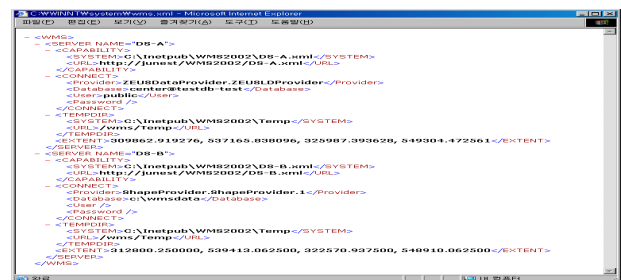 C:\WINNT\system\wms.xml - Microsoft Internet Explorer
파일(F) 편집(E) 보기(V) 즐겨찾기(A) 도구(T) 도움말(H)
- <WMS>
- <SERVER NAME="DS-A">
- <CAPABILITY>
<SYSTEM>C:\Inetpub\WMS2002\DS-A.xml</SYSTEM>
<URL>http://junest/WMS2002/DS-A.xml</URL>
</CAPABILITY>
- <CONNECT>
<Provider>ZEUSDataProvider.ZEUSLDProvider</Provider>
<Database>center@testdb-test</Database>
<User>public</User>
<Password />
</CONNECT>
- <TEMPDIR>
<SYSTEM>C:\Inetpub\WMS2002\Temp</SYSTEM>
<URL>/wms/Temp</URL>
</TEMPDIR>
<EXTENT>309862.919276, 537165.838096, 325987.393628, 549304.472561</EXTENT>
</SERVER>
- <SERVER NAME="DS-B">
- <CAPABILITY>
<SYSTEM>C:\Inetpub\WMS2002\DS-B.xml</SYSTEM>
<URL>http://junest/WMS2002/DS-B.xml</URL>
</CAPABILITY>
- <CONNECT>
<Provider>ShapeProvider.ShapeProvider.1</Provider>
<Database>c:\wmsdata</Database>
<User />
<Password />
</CONNECT>
- <TEMPDIR>
<SYSTEM>C:\Inetpub\WMS2002\Temp</SYSTEM>
<URL>/wms/Temp</URL>
</TEMPDIR>
<EXTENT>312800.250000, 539413.062500, 322570.937500, 548910.062500</EXTENT>
</SERVER>
</WMS>
완료 내 컴퓨터